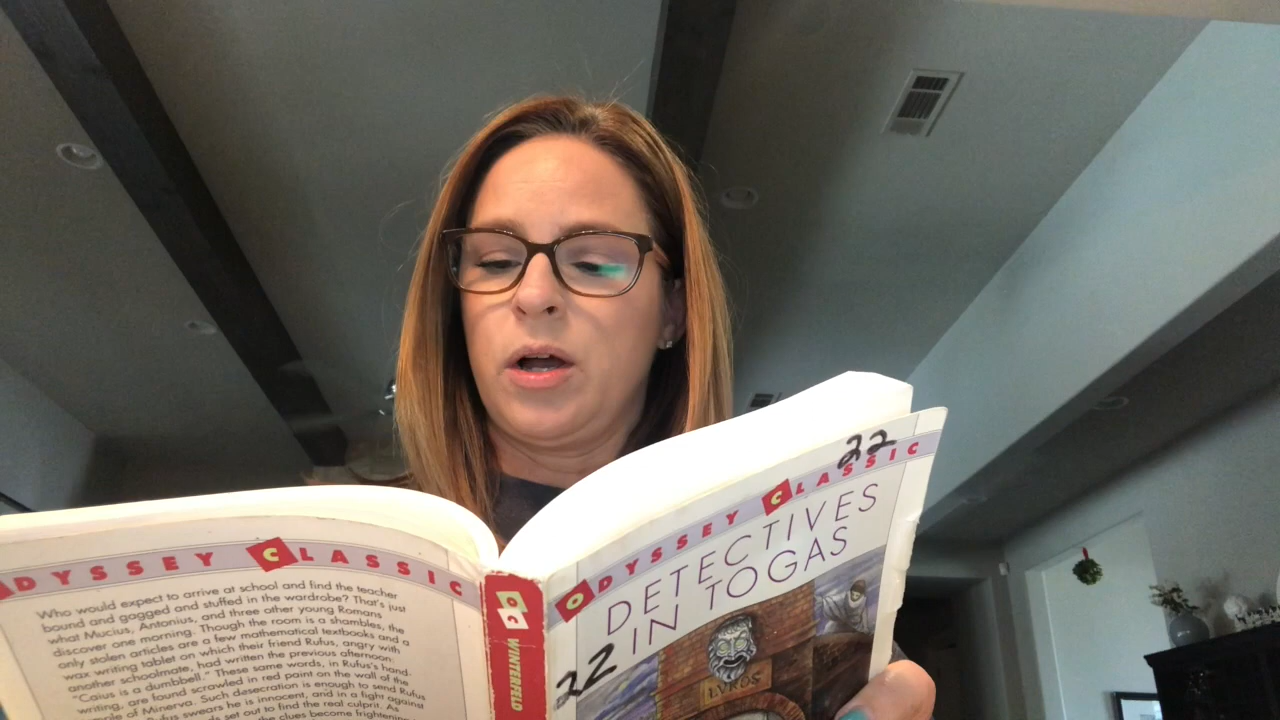 ODYSSEY CLASSIC
Who would expect to arrive at school and find the teacher
bound and gagged and stuffed in the wardrobe? That's just
what Mucius, Antonius, and three other young Romans
discover one morning. Though the room is a shambles, the
only stolen articles are a few mathematical textbooks and a
wax writing tablet on which their friend Rufus, angry with
another schoolmate, had written the previous afternoon:
"Caius is a dumbbell." These same words, in Rufus's hand-
writing, are found scrawled in red paint on the wall of the
of Minerva. Such desecration is enough to send Rufus
swears he is innocent, and in a fight against
set out to find the real culprit. As
the clues become frightening
WINTERFELD
22
ODYSSEY CLASSIC
DETECTIVES
IN TOGAS
22
LVKOS